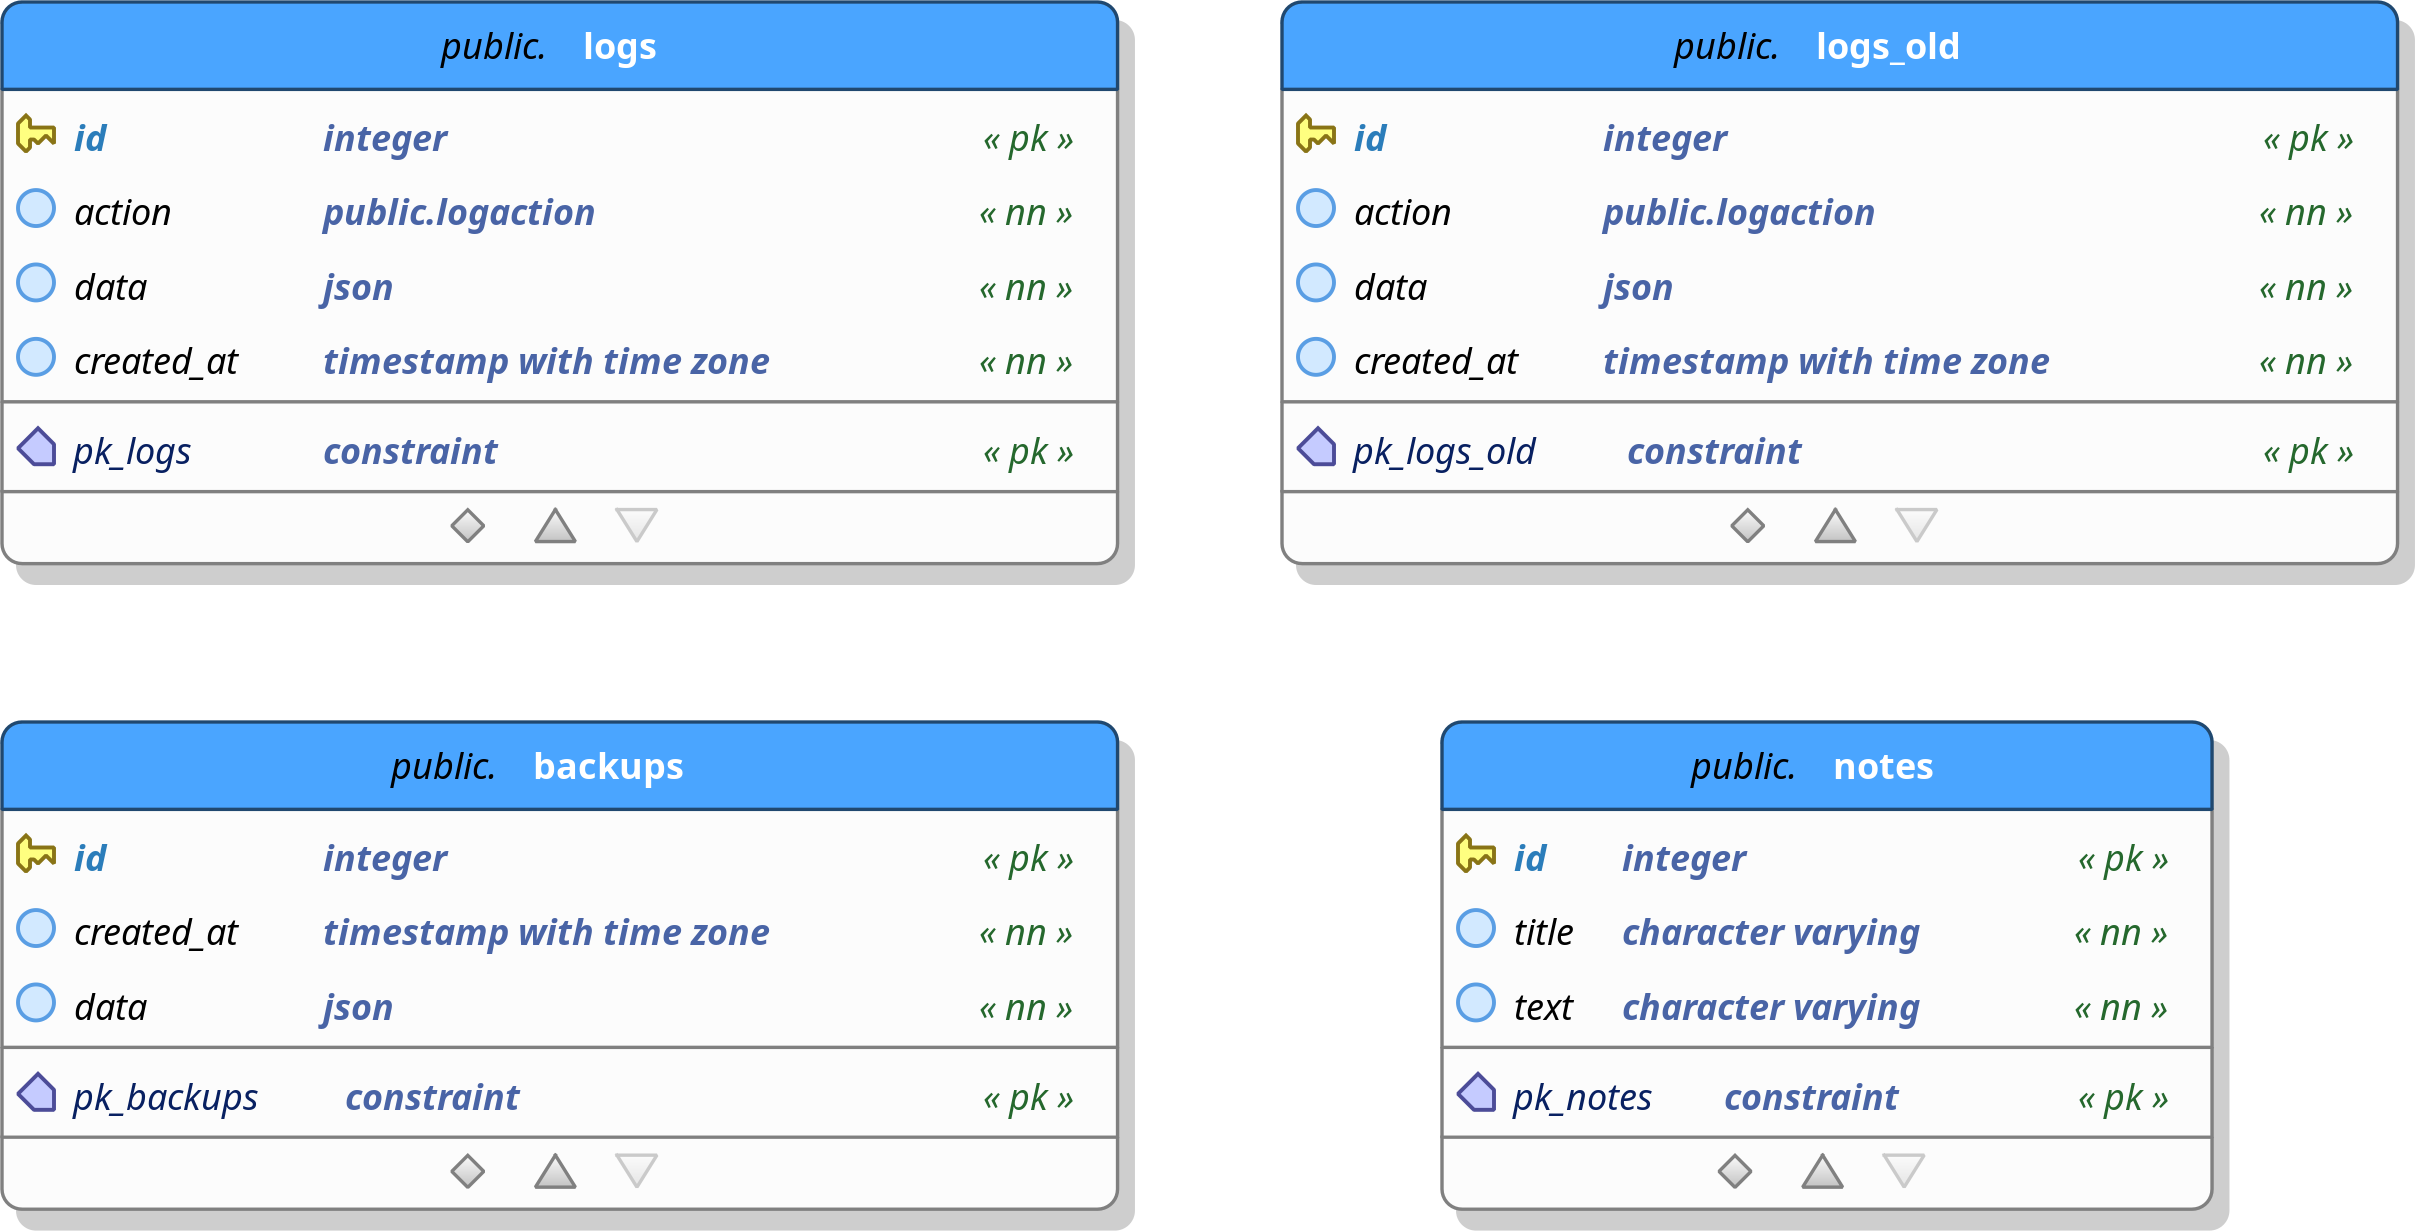 public. logs
id integer « pk »
action public.logaction « nn »
data json « nn »
created_at timestamp with time zone « nn »
pk_logs constraint « pk »
public. logs_old
id integer « pk »
action public.logaction « nn »
data json « nn »
created_at timestamp with time zone « nn »
pk_logs_old constraint « pk »
public. backups
id integer « pk »
created_at timestamp with time zone « nn »
data json « nn »
pk_backups constraint « pk »
public. notes
id integer « pk »
title character varying « nn »
text character varying « nn »
pk_notes constraint « pk »